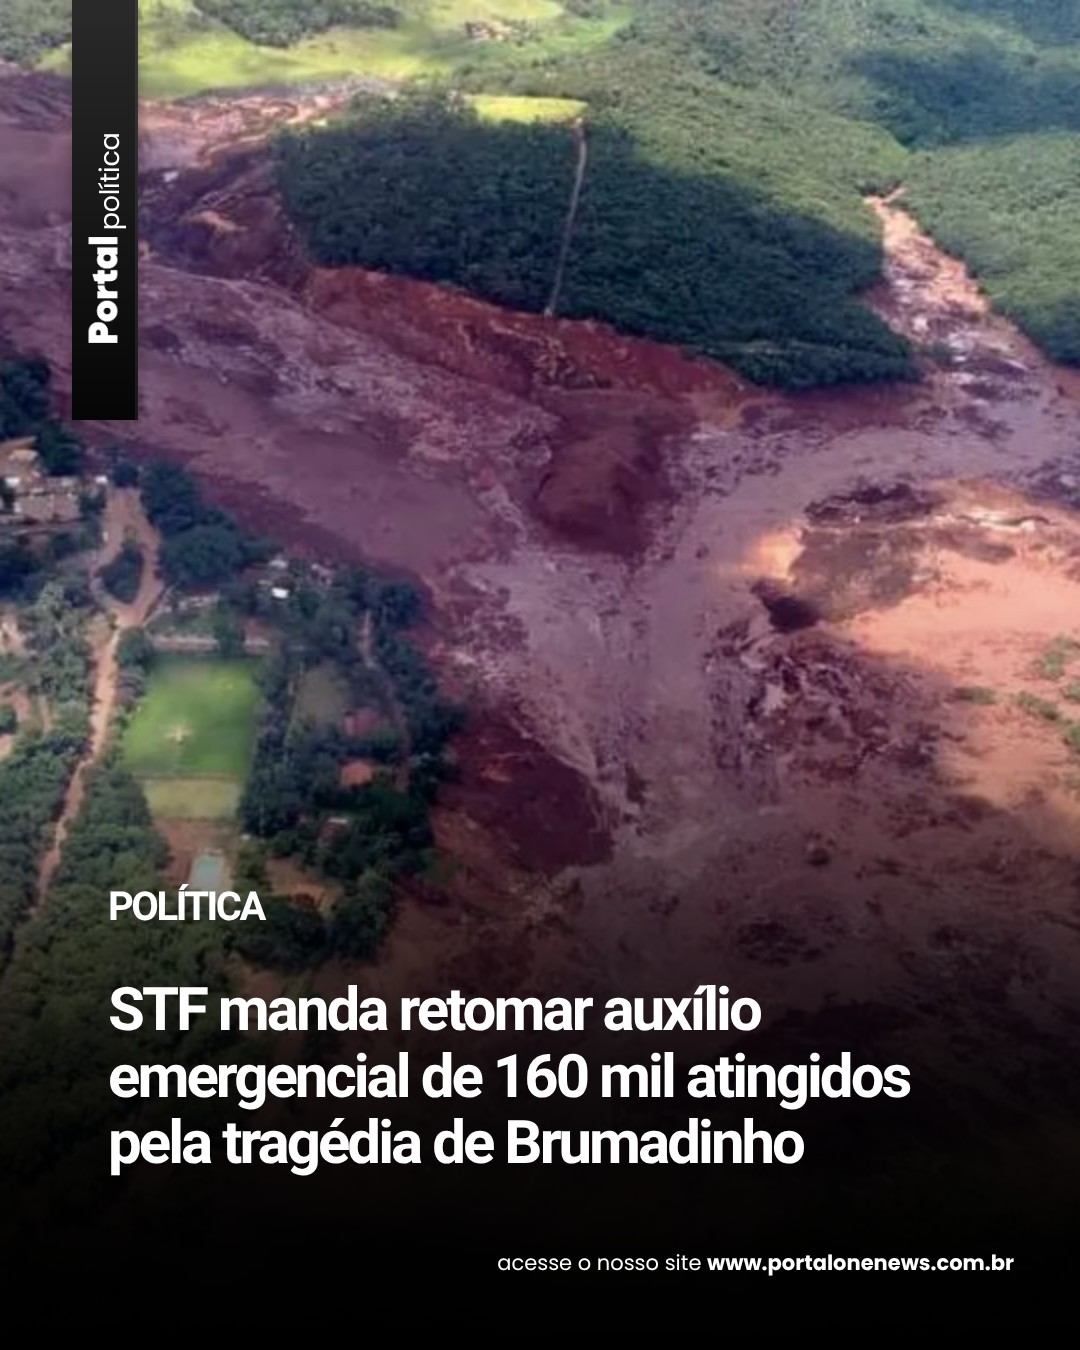 Portal política
POLÍTICA
STF manda retomar auxílio
emergencial de 160 mil atingidos
pela tragédia de Brumadinho
acesse o nosso site www.portalonenews.com.br